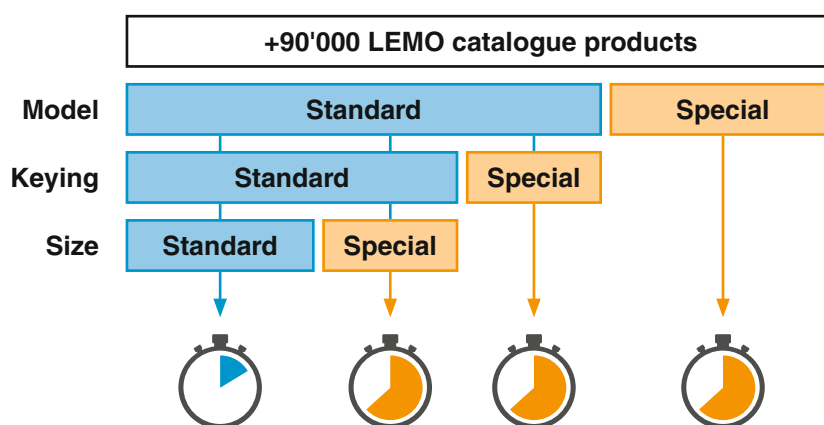 +90'000 LEMO catalogue products
Model Standard Special
Keying Standard Special
Size Standard Special